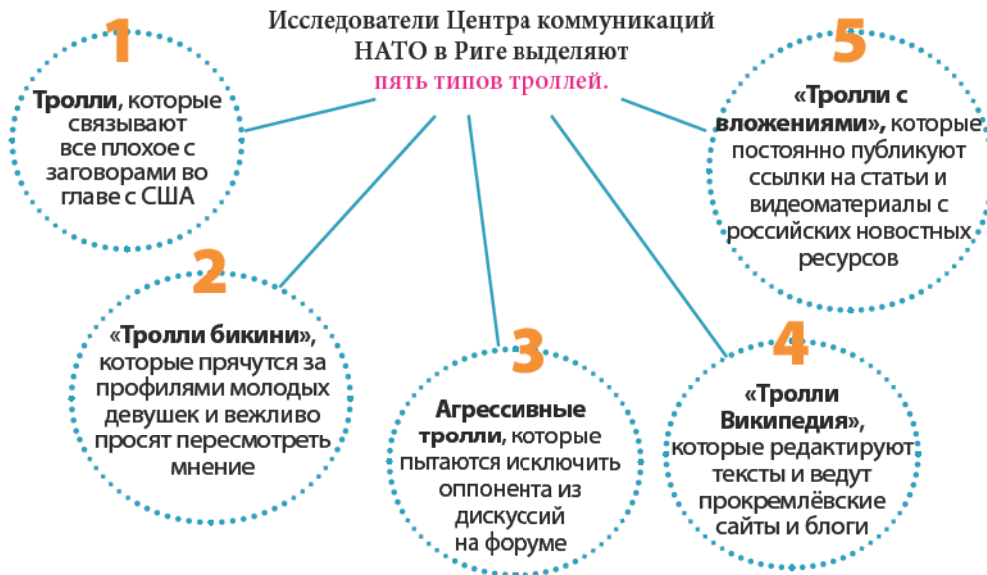 Исследователи Центра коммуникаций
НАТО в Риге выделяют
пять типов троллей.
1
Тролли, которые
связывают
все плохое с
заговорами во
главе с США
2
«Тролли бикини»,
которые прячутся за
профилями молодых
девушек и вежливо
просят пересмотреть
мнение
3
Агрессивные
тролли, которые
пытаются исключить
оппонента из
дискуссий
на форуме
4
«Тролли
Википедия»,
которые редактируют
тексты и ведут
прокремлёвские
сайты и блоги
5
«Тролли с
вложениями», которые
постоянно публикуют
ссылки на статьи и
видеоматериалы с
российских новостных
ресурсов